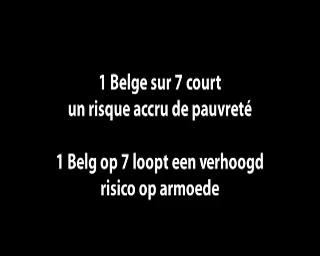 1 Belge sur 7 court
un risque accru de pauvreté
1 Belg op 7 loopt een verhoogd
risico op armoede